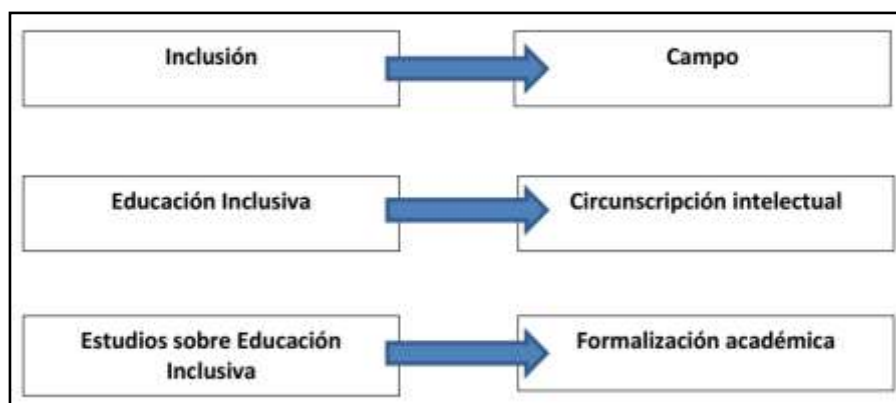 Inclusión
Campo
Educación Inclusiva
Circunscripción intelectual
Estudios sobre Educación
Inclusiva
Formalización académica